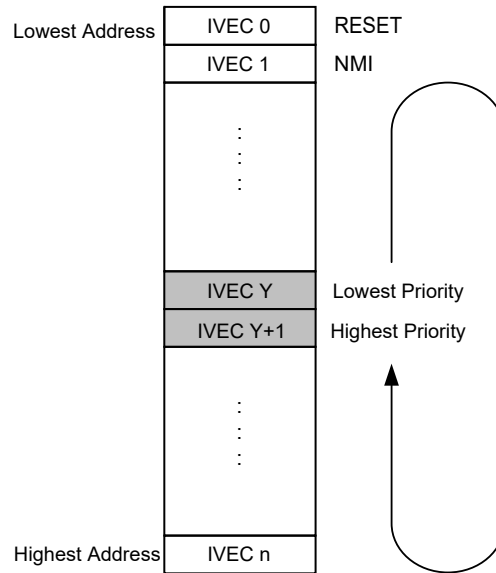 Lowest Address IVEC 0 RESET
IVEC 1 NMI
:
:
:
IVEC Y Lowest Priority
IVEC Y+1 Highest Priority
:
:
:
Highest Address IVEC n